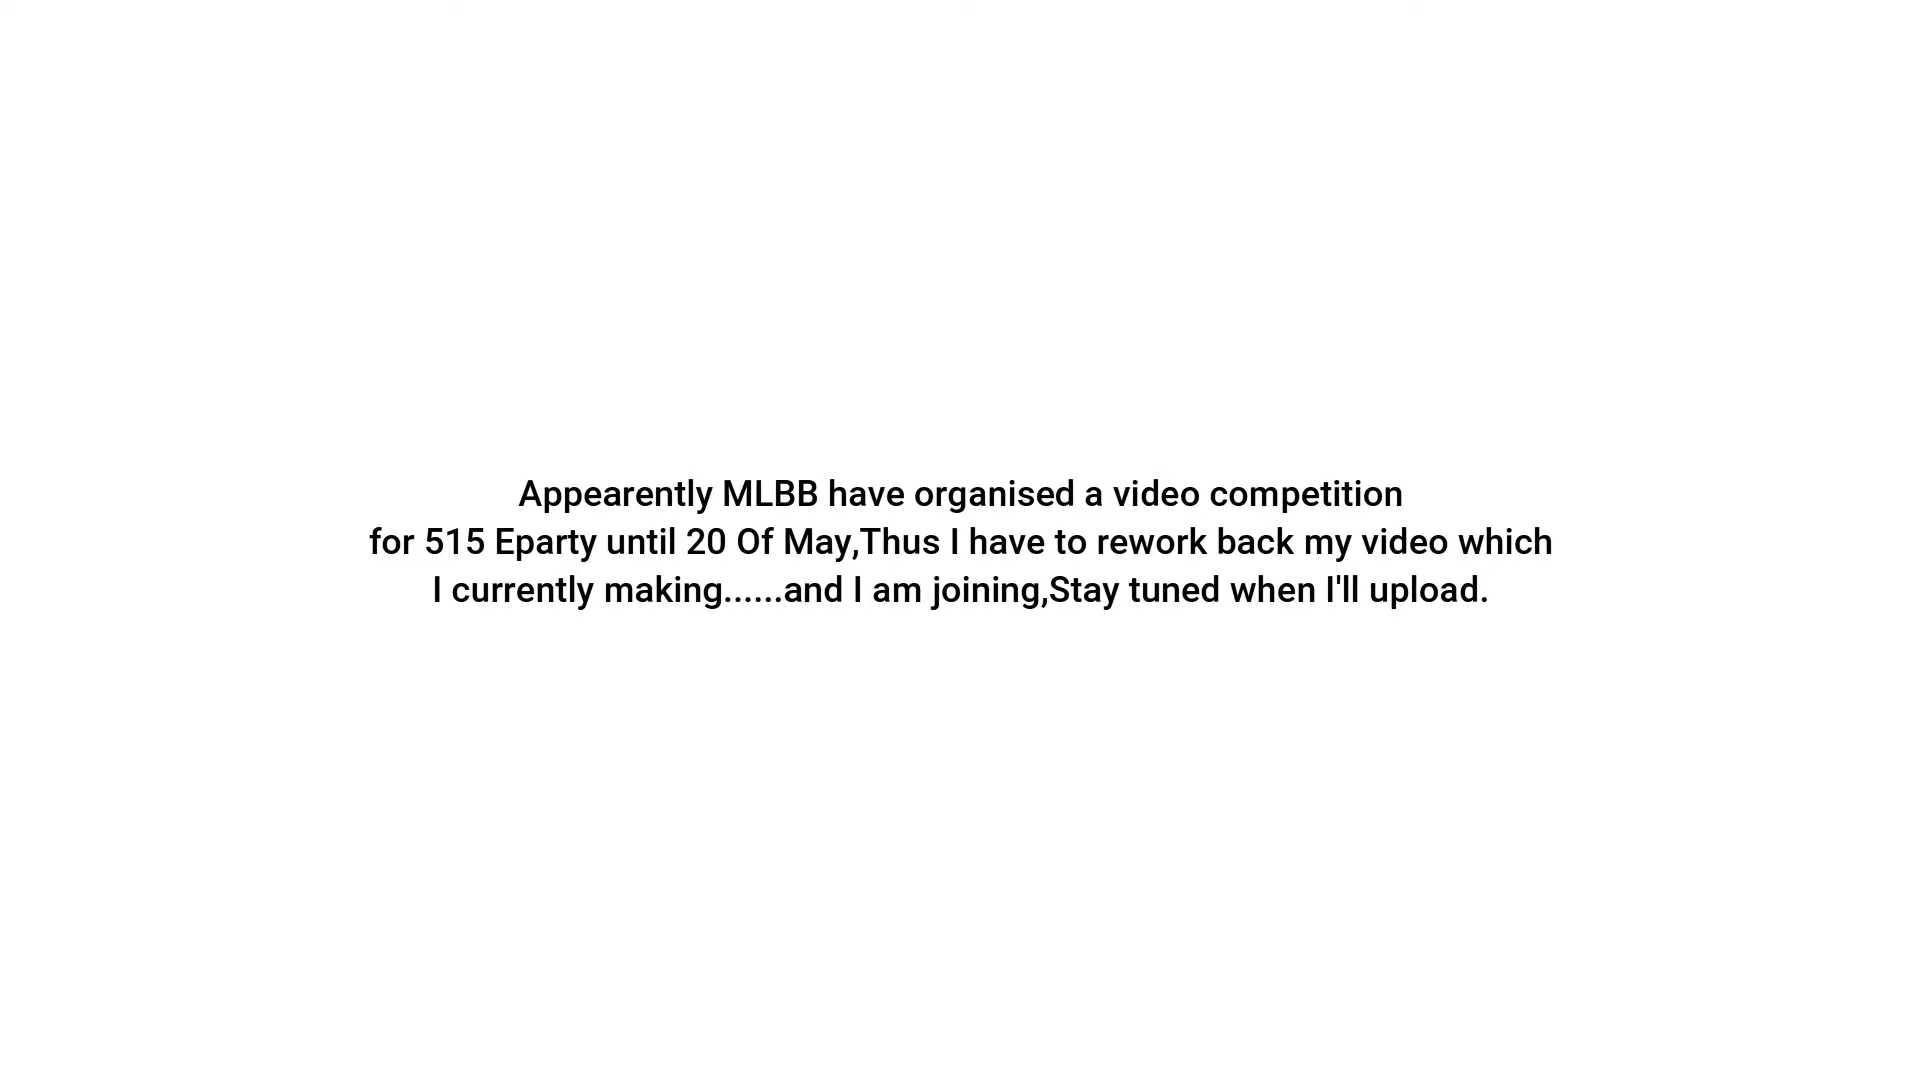 Appearently MLBB have organised a video competition
for 515 Eparty until 20 Of May,Thus I have to rework back my video which
I currently making......and I am joining,Stay tuned when I'll upload.